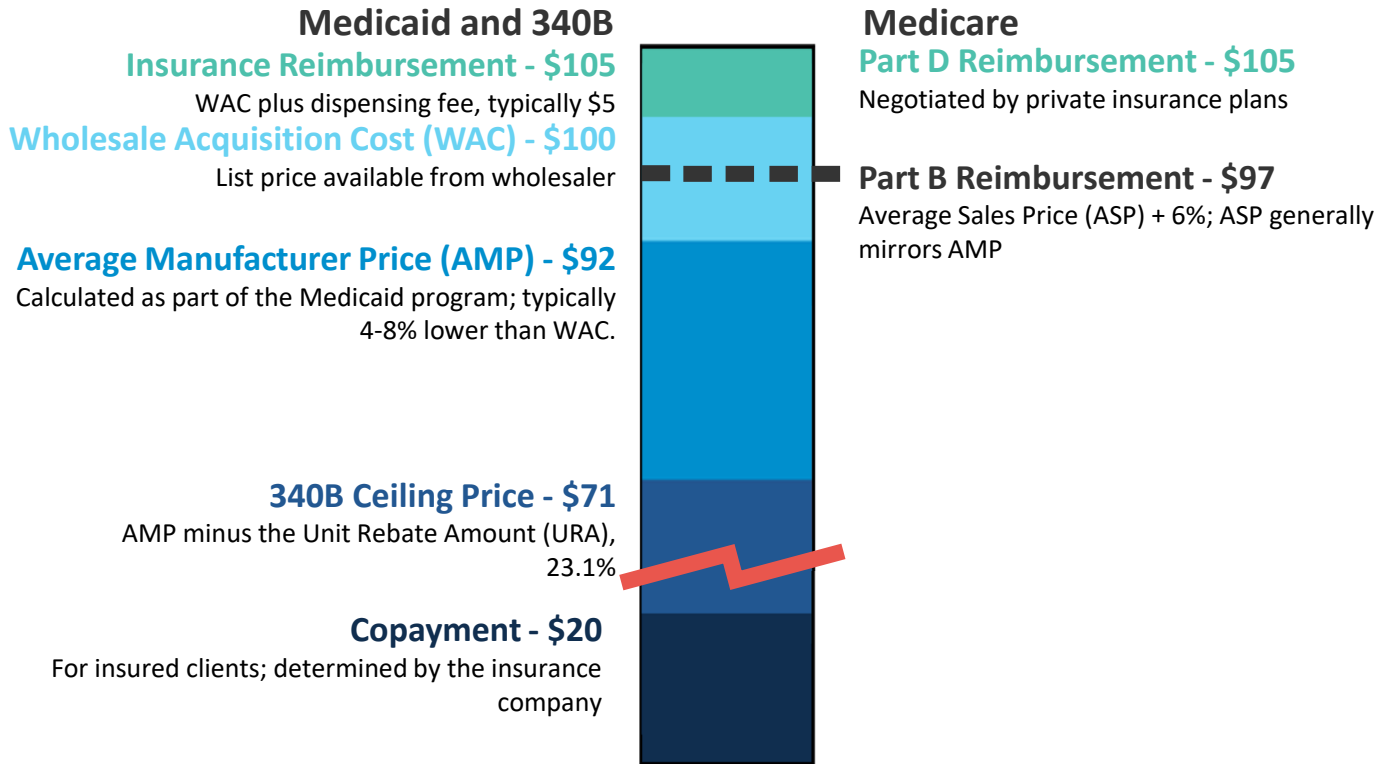 Medicaid and 340B
Insurance Reimbursement - $105
WAC plus dispensing fee, typically $5
Wholesale Acquisition Cost (WAC) - $100
List price available from wholesaler
Average Manufacturer Price (AMP) - $92
Calculated as part of the Medicaid program; typically
4-8% lower than WAC.
340B Ceiling Price - $71
AMP minus the Unit Rebate Amount (URA),
23.1%
Copayment - $20
For insured clients; determined by the insurance
company
Medicare
Part D Reimbursement - $105
Negotiated by private insurance plans
Part B Reimbursement - $97
Average Sales Price (ASP) + 6%; ASP generally
mirrors AMP